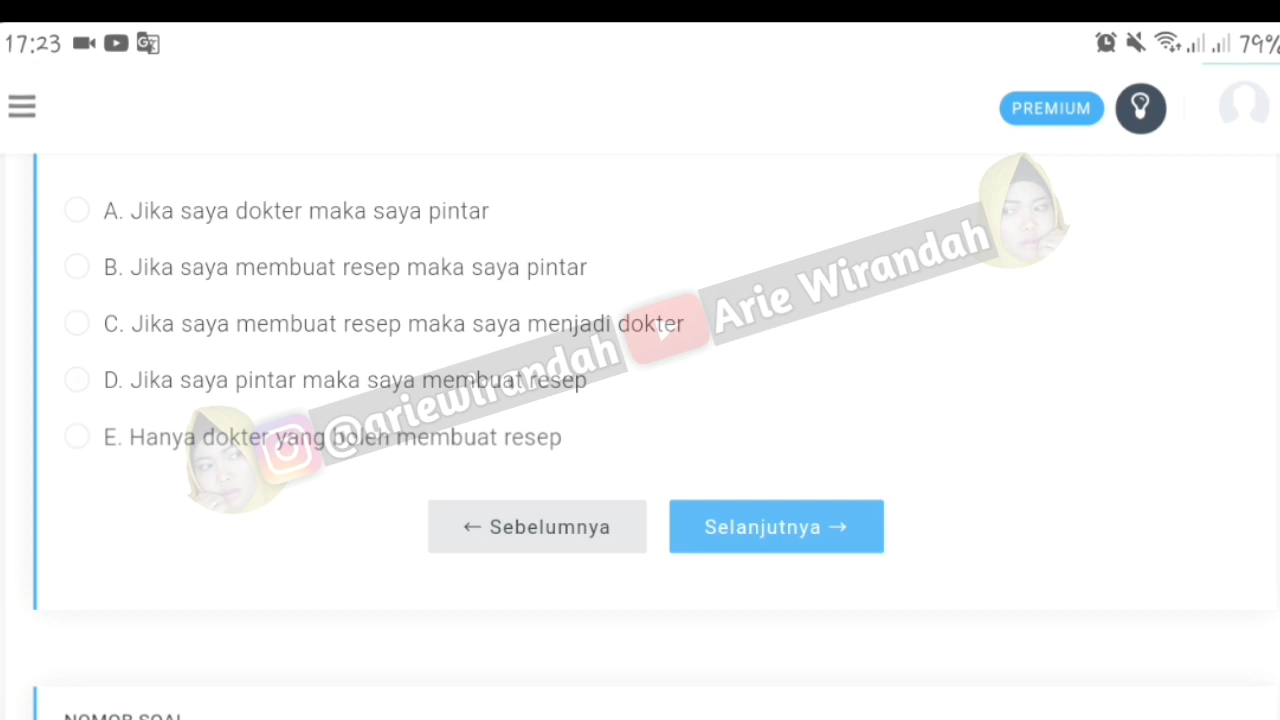 17:23
79%
PREMIUM
A. Jika saya dokter maka saya pintar
B. Jika saya membuat resep maka saya pintar
C. Jika saya membuat resep maka saya menjadi dokter
D. Jika saya pintar maka saya membuat resep
E. Hanya dokter yang boleh membuat resep
@ariewirandah Arie Wirandah
← Sebelumnya
Selanjutnya →
NOMOR SOAL